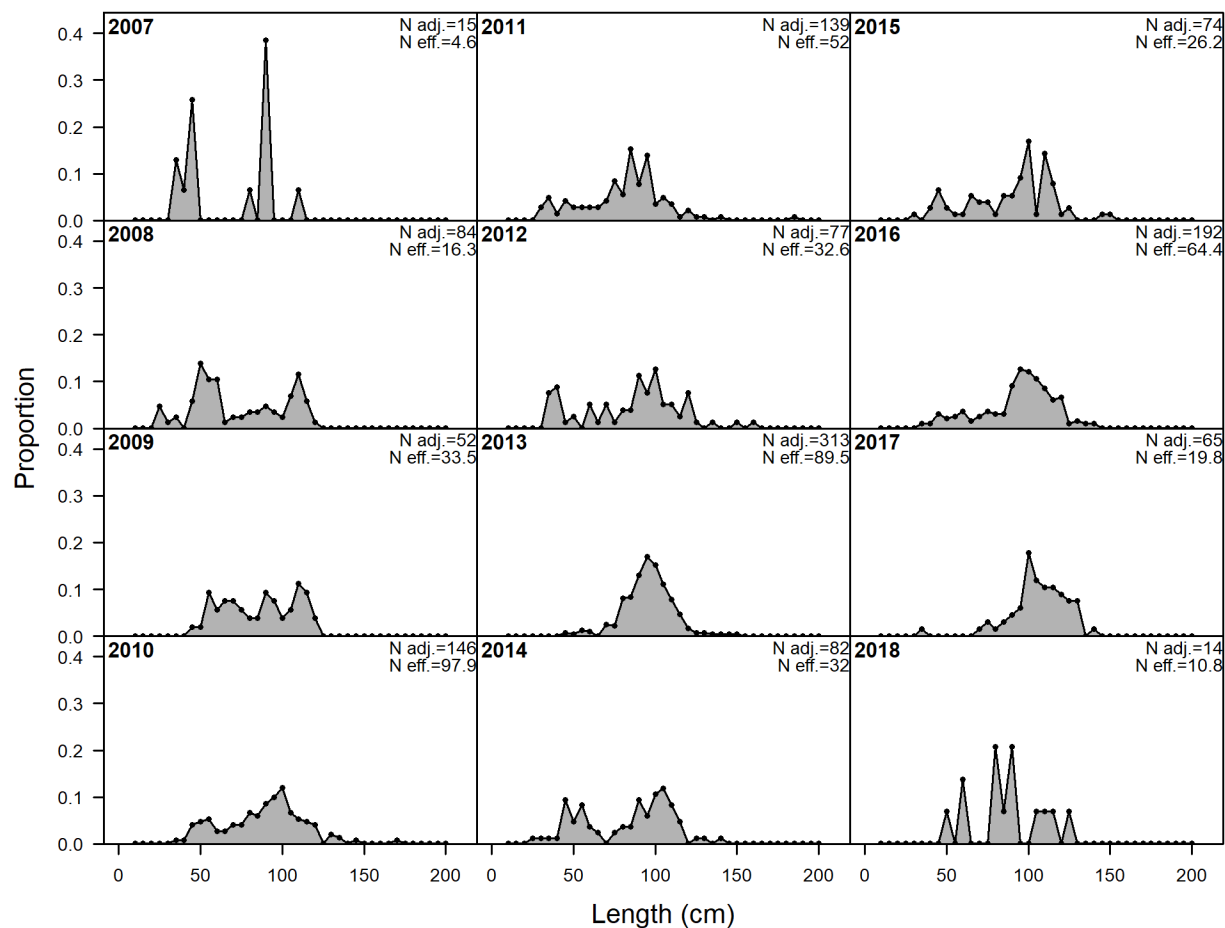 2007
N adj.=15
N eff.=4.6
2011
N adj.=139
N eff.=52
2015
N adj.=74
N eff.=26.2
2008
N adj.=84
N eff.=16.3
2012
N adj.=77
N eff.=32.6
2016
N adj.=192
N eff.=64.4
2009
N adj.=52
N eff.=33.5
2013
N adj.=313
N eff.=89.5
2017
N adj.=65
N eff.=19.8
2010
N adj.=146
N eff.=97.9
2014
N adj.=82
N eff.=32
2018
N adj.=14
N eff.=10.8
0.4
0.3
0.2
0.1
0.0
0.4
0.3
0.2
0.1
0.0
0.4
0.3
0.2
0.1
0.0
0.4
0.3
0.2
0.1
0.0
Proportion
0 50 100 150 200
0 50 100 150 200
0 50 100 150 200
Length (cm)